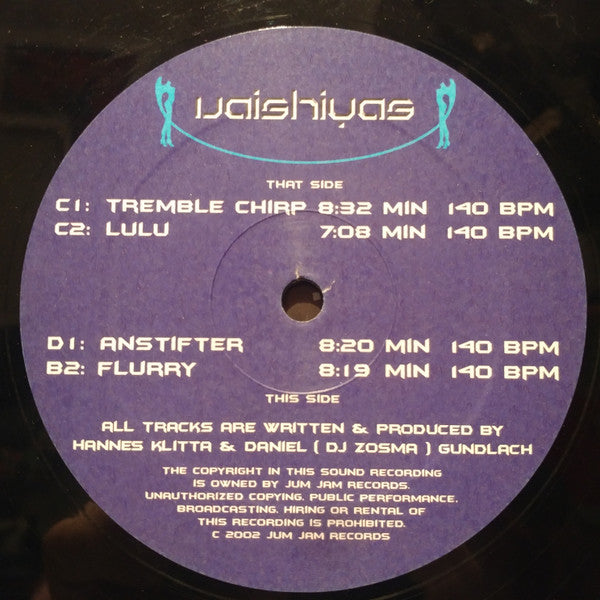 Vaishiyas
THAT SIDE
C1: TREMBLE CHIRP 8:32 MIN 140 BPM
C2: LULU 7:08 MIN 140 BPM
D1: ANSTIFTER 8:20 MIN 140 BPM
B2: FLURRY 8:19 MIN 140 BPM
THIS SIDE
ALL TRACKS ARE WRITTEN & PRODUCED BY
HANNES KLITTA & DANIEL ( DJ ZOSMA ) GUNDLACH
THE COPYRIGHT IN THIS SOUND RECORDING
IS OWNED BY JUM JAM RECORDS.
UNAUTHORIZED COPYING. PUBLIC PERFORMANCE.
BROADCASTING. HIRING OR RENTAL OF
THIS RECORDING IS PROHIBITED.
C 2002 JUM JAM RECORDS